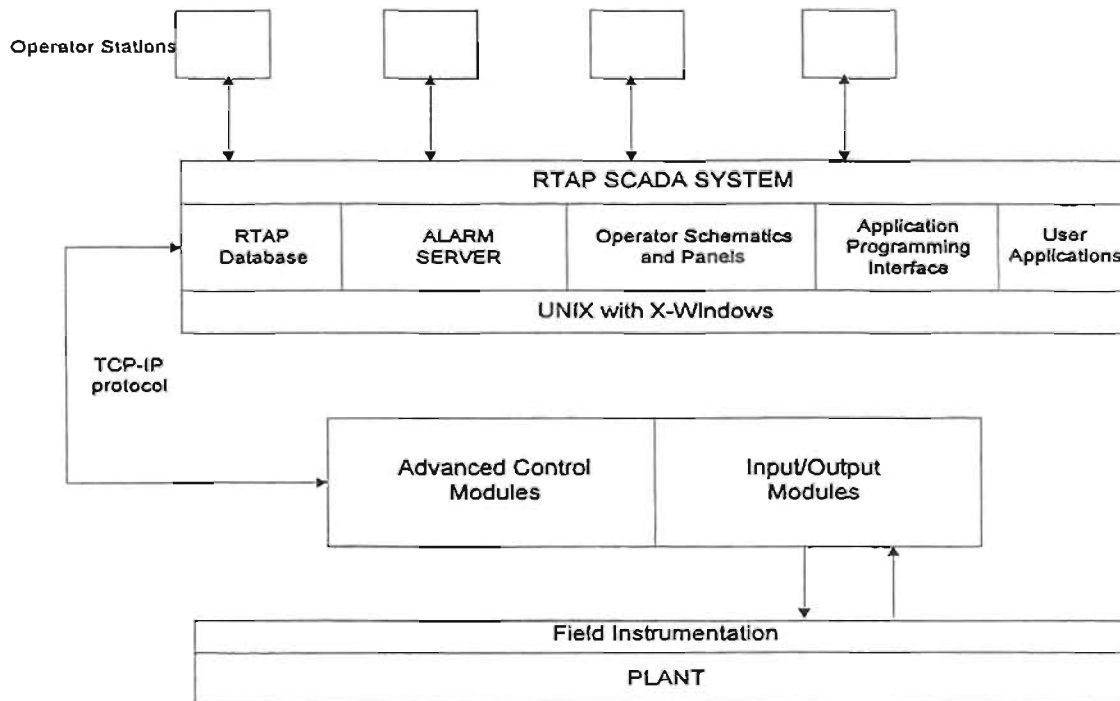 Operator Stations
RTAP SCADA SYSTEM
RTAP
Database
ALARM
SERVER
Operator Schematics
and Panels
Application
Programming
Interface
User
Applications
UNIX with X-Windows
TCP-IP
protocol
Advanced Control
Modules
Input/Output
Modules
Field Instrumentation
PLANT